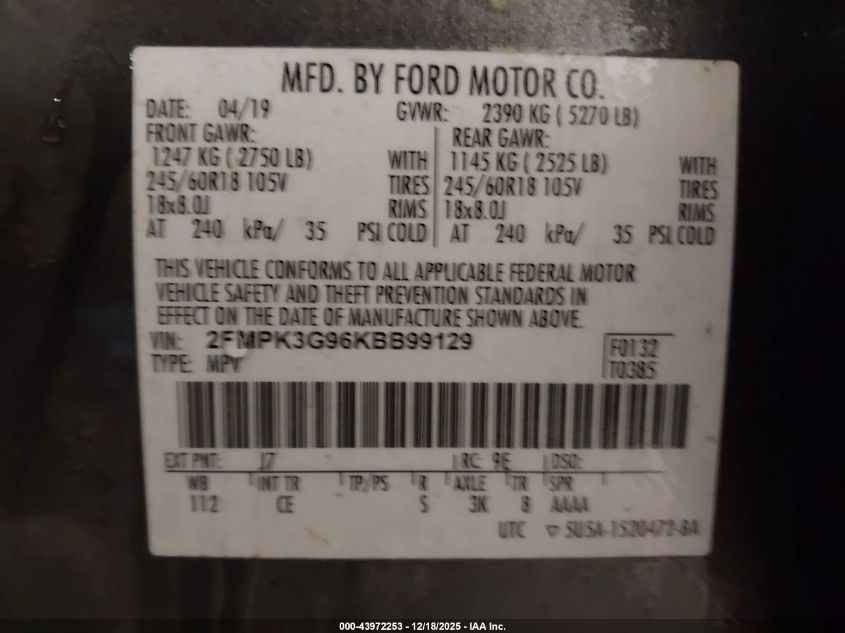 MFD. BY FORD MOTOR CO.
DATE: 04/19 GVWR: 2390 KG ( 5270 LB)
FRONT GAWR: REAR GAWR:
1247 KG ( 2750 LB) WITH 1145 KG ( 2525 LB) WITH
245/60R18 105V TIRES 245/60R18 105V TIRES
18x8.0J RIMS 18x8.0J RIMS
AT 240 kPa/ 35 PSI COLD AT 240 kPa/ 35 PSI COLD
THIS VEHICLE CONFORMS TO ALL APPLICABLE FEDERAL MOTOR
VEHICLE SAFETY AND THEFT PREVENTION STANDARDS IN
EFFECT ON THE DATE OF MANUFACTURE SHOWN ABOVE.
VIN: 2FMPK3G96KBB99129 F0132
TYPE: MPV T0385
EXT PNT: J7 RC: 9E DSO:
WB INT TR TP/PS R AXLE TR SPR
112 CE S 3K 8 AAAA
UTC ▽ 5U5A-1520472-BA
000-43972253 - 12/18/2025 - IAA Inc.